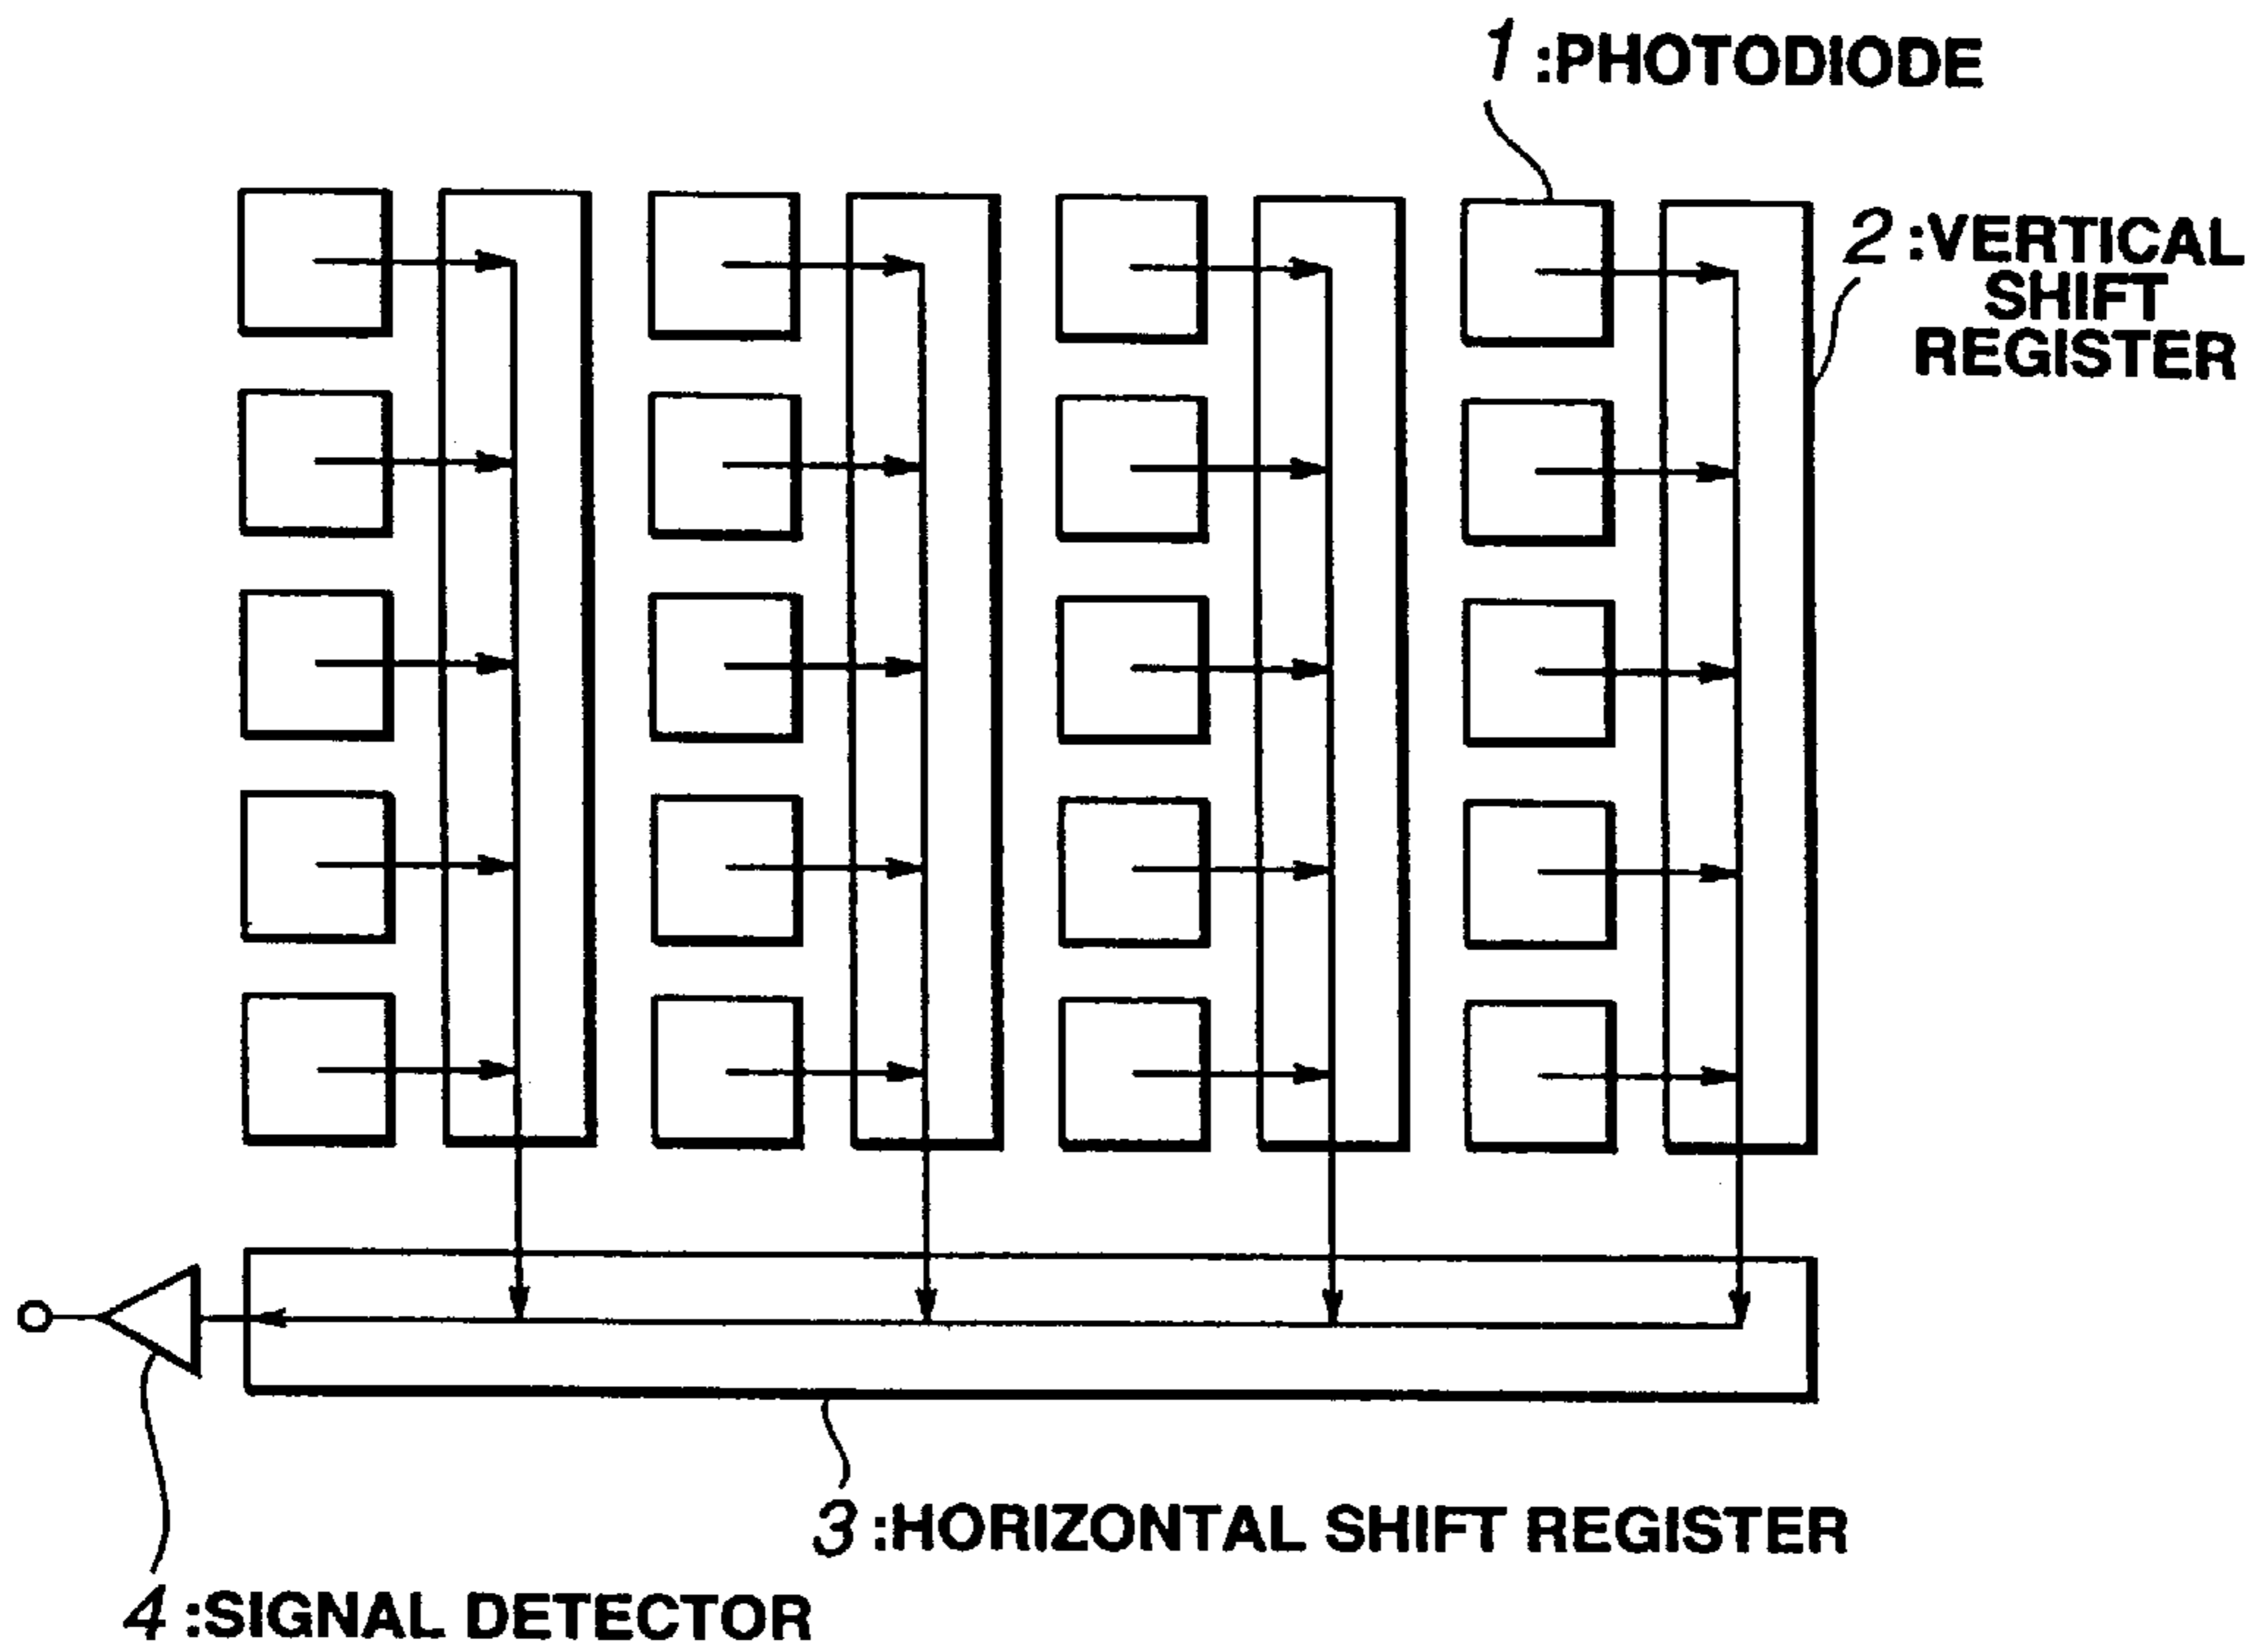 1:PHOTODIODE
2:VERTICAL
SHIFT
REGISTER
3:HORIZONTAL SHIFT REGISTER
4:SIGNAL DETECTOR